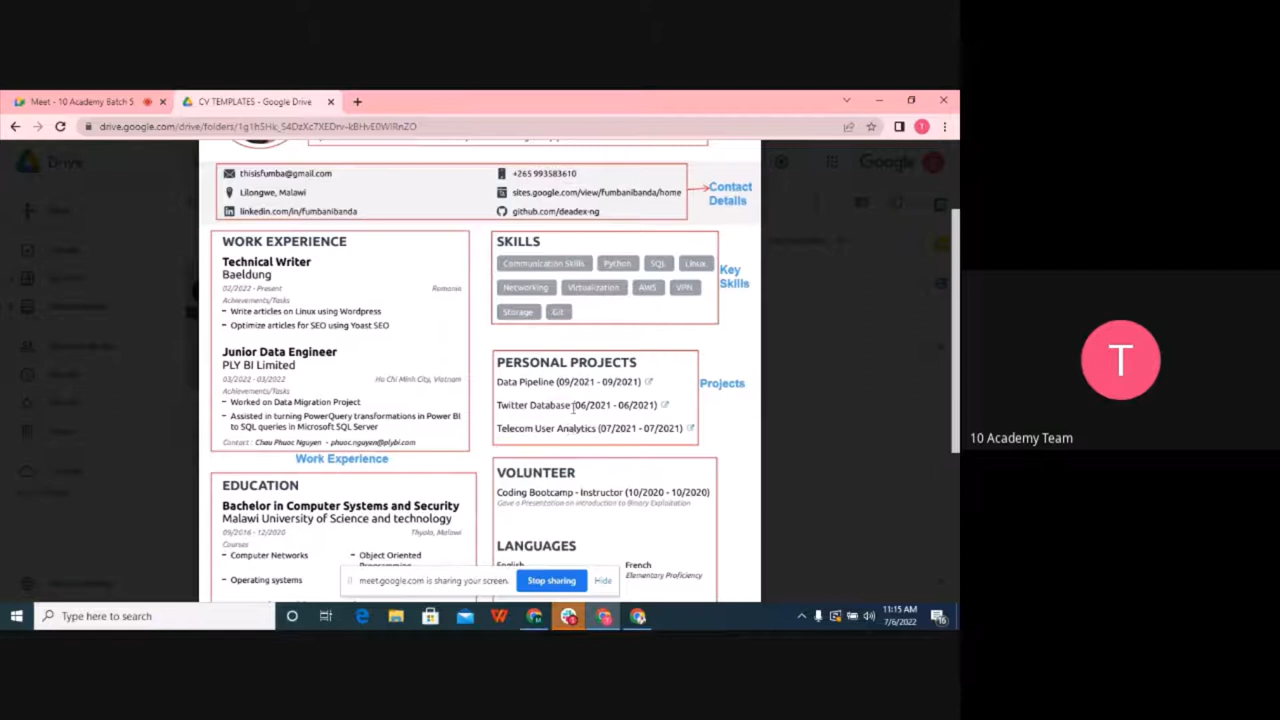 Meet - 10 Academy Batch 5
CV TEMPLATES - Google Drive
drive.google.com/drive/folders/
Drive
Google
thisisfumba@gmail.com
+265 993583610
Lilongwe, Malawi
sites.google.com/view/fumbanibanda/home
linkedin.com/in/fumbanibanda
github.com/deadex-ng
Contact
Details
WORK EXPERIENCE
Technical Writer
Baeldung
02/2022 - Present
Romania
Achievements/Tasks
- Write articles on Linux using Wordpress
- Optimize articles for SEO using Yoast SEO
Junior Data Engineer
PLY BI Limited
03/2022 - 03/2022
Ho Chi Minh City, Vietnam
Achievements/Tasks
- Worked on Data Migration Project
- Assisted in turning PowerQuery transformations in Power BI
to SQL queries in Microsoft SQL Server
Contact : Chau Phuoc Nguyen - phuoc.nguyen@plybi.com
Work Experience
EDUCATION
Bachelor in Computer Systems and Security
Malawi University of Science and technology
09/2016 - 12/2020
Thyolo, Malawi
Courses
- Computer Networks
- Object Oriented
Programming
- Operating systems
SKILLS
Communication Skills
Python
SQL
Linux
Networking
Virtualization
AWS
VPN
Storage
Git
Key
Skills
PERSONAL PROJECTS
Data Pipeline (09/2021 - 09/2021)
Twitter Database (06/2021 - 06/2021)
Telecom User Analytics (07/2021 - 07/2021)
Projects
VOLUNTEER
Coding Bootcamp - Instructor (10/2020 - 10/2020)
Gave a Presentation on Introduction to Binary Exploitation
LANGUAGES
English
French
Elementary Proficiency
meet.google.com is sharing your screen.
Stop sharing
Hide
Type here to search
11:15 AM
7/6/2022
T
10 Academy Team